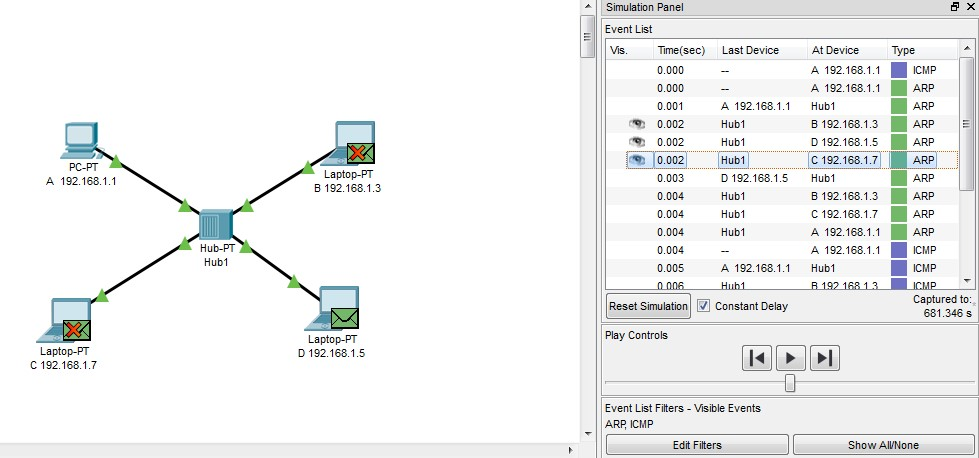 PC-PT
A 192.168.1.1
Laptop-PT
B 192.168.1.3
Hub-PT
Hub1
Laptop-PT
C 192.168.1.7
Laptop-PT
D 192.168.1.5
Simulation Panel
Event List
Vis. Time(sec) Last Device At Device Type
0.000 -- A 192.168.1.1 ICMP
0.000 -- A 192.168.1.1 ARP
0.001 A 192.168.1.1 Hub1 ARP
0.002 Hub1 B 192.168.1.3 ARP
0.002 Hub1 D 192.168.1.5 ARP
0.002 Hub1 C 192.168.1.7 ARP
0.003 D 192.168.1.5 Hub1 ARP
0.004 Hub1 B 192.168.1.3 ARP
0.004 Hub1 C 192.168.1.7 ARP
0.004 Hub1 A 192.168.1.1 ARP
0.004 -- A 192.168.1.1 ICMP
0.005 A 192.168.1.1 Hub1 ICMP
0.006 Hub1 B 192.168.1.3 ICMP
Reset Simulation Constant Delay Captured to:
681.346 s
Play Controls
Event List Filters - Visible Events
ARP, ICMP
Edit Filters Show All/None